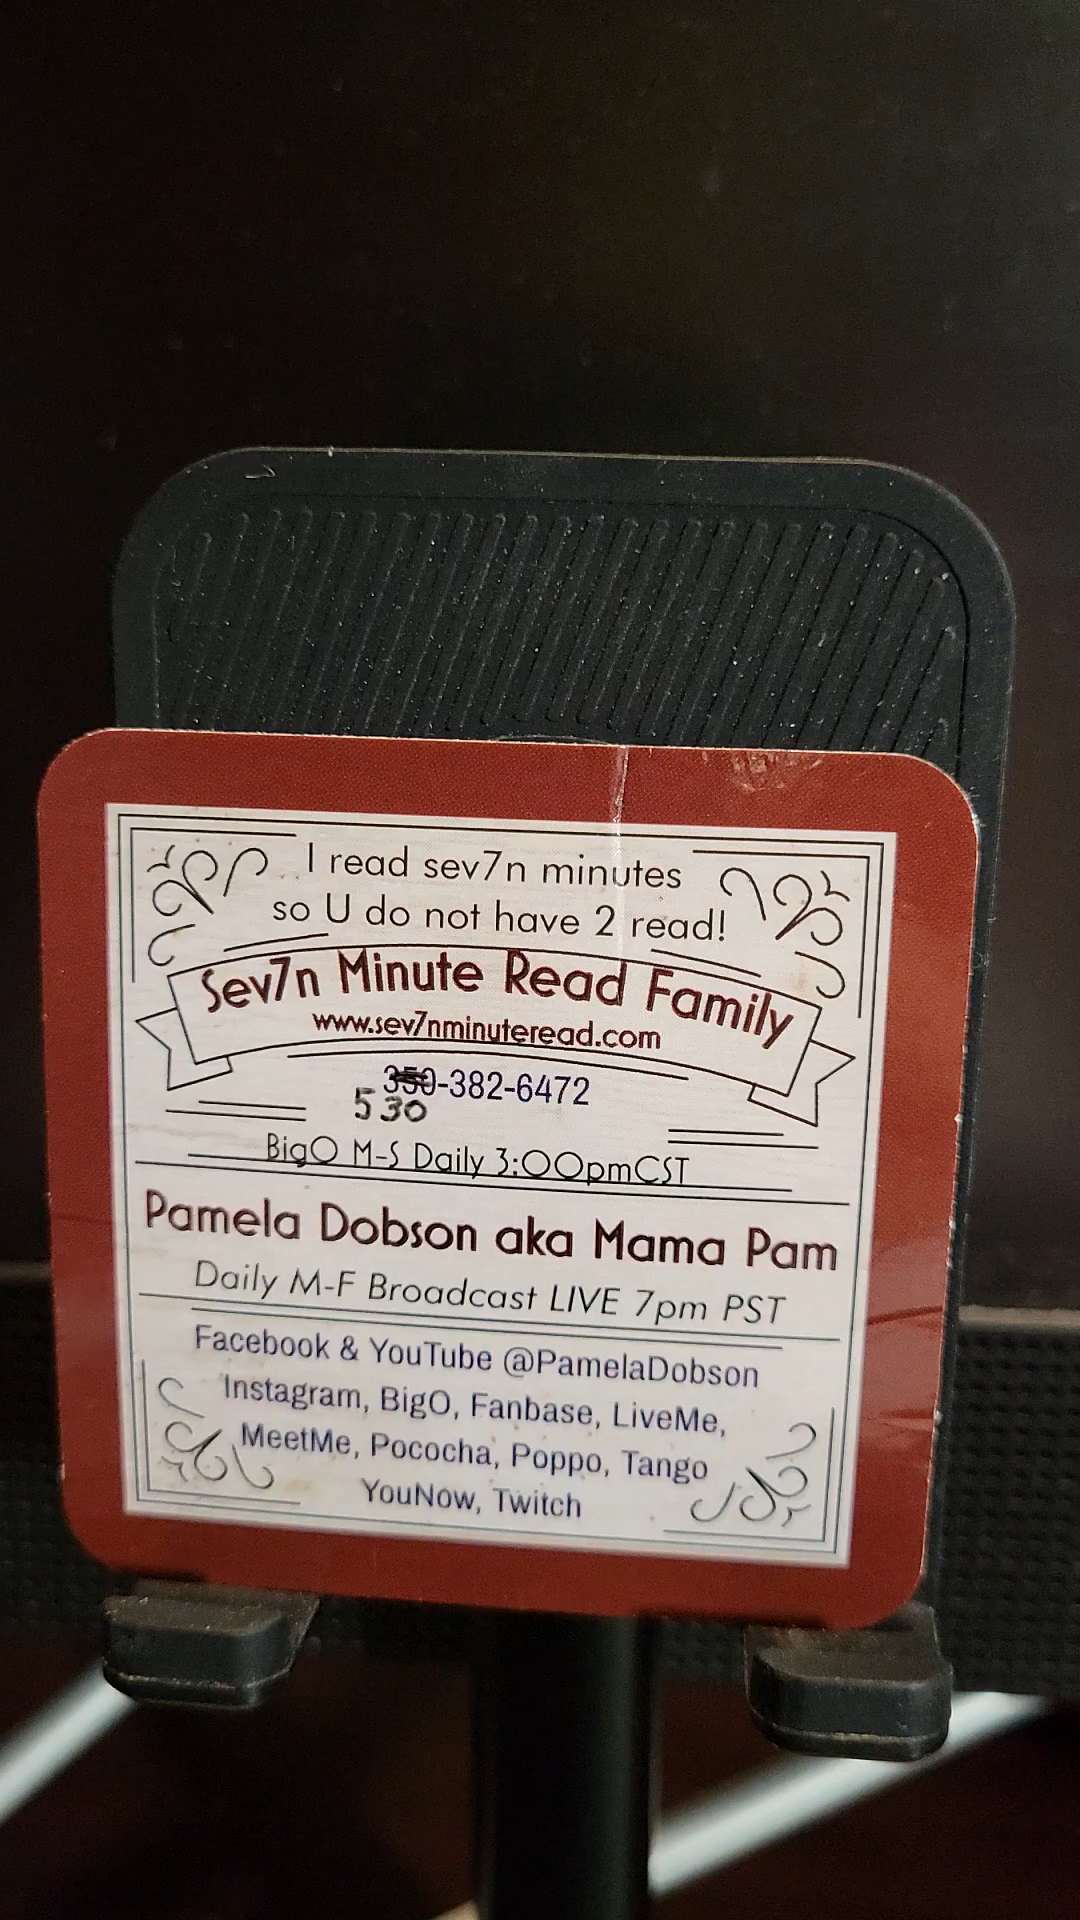 I read sev7n minutes
so U do not have 2 read!
Sev7n Minute Read Family
www.sev7nminuteread.com
350-382-6472
530
BigO M-S Daily 3:00pmCST
Pamela Dobson aka Mama Pam
Daily M-F Broadcast LIVE 7pm PST
Facebook & YouTube @PamelaDobson
Instagram, BigO, Fanbase, LiveMe,
MeetMe, Pococha, Poppo, Tango
YouNow, Twitch